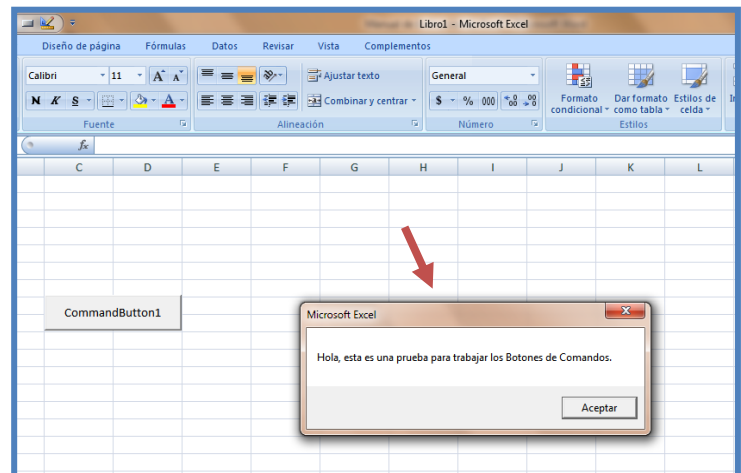 Libro1 - Microsoft Excel
Diseño de página Fórmulas Datos Revisar Vista Complementos
Calibri 11 A A Ajustar texto General
N K S A Combinar y centrar $ % 000 Formato condicional Dar formato como tabla Estilos de celda
Fuente Alineación Número Estilos
fx
C D E F G H I J K L
CommandButton1
Microsoft Excel
Hola, esta es una prueba para trabajar los Botones de Comandos.
Aceptar